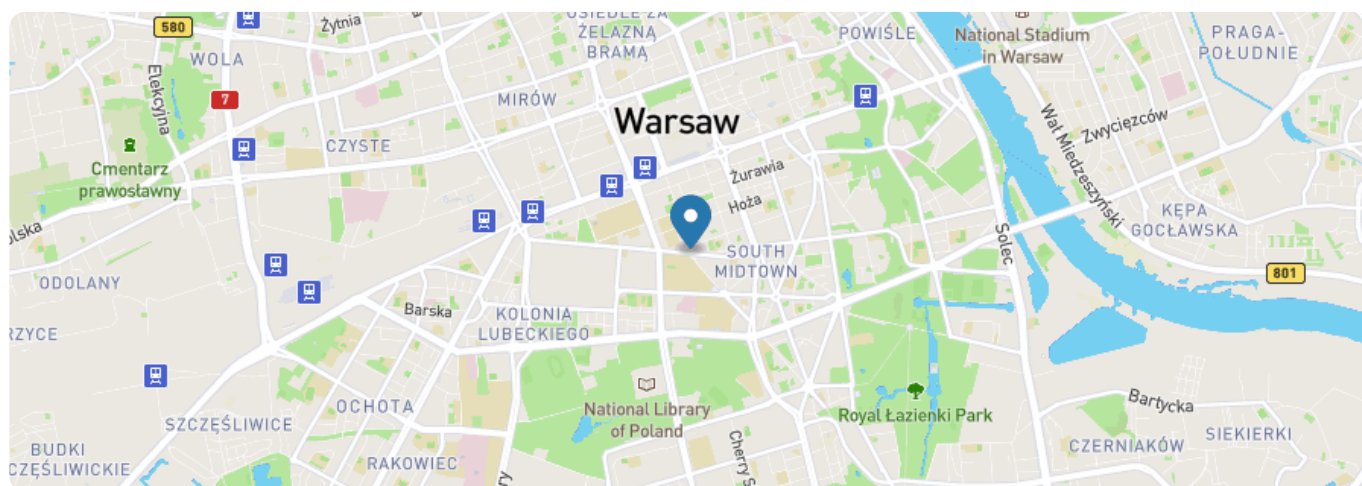 580
Żytnia
OSIEDLE ZA
ŻELAZNĄ
BRAMĄ
POWIŚLE
National Stadium
in Warsaw
PRAGA-
POŁUDNIE
WOLA
Elekcyjna
7
MIRÓW
Warsaw
Zwycięzców
Wał Miedzeszyński
CZYSTE
Cmentarz
prawosławny
Żurawia
Hoża
KĘPA
GOCŁAWSKA
olska
Solec
SOUTH
MIDTOWN
801
ODOLANY
Barska
KOLONIA
LUBECKIEGO
RZYCE
National Library
of Poland
Royal Łazienki Park
Bartycka
OCHOTA
SZCZĘŚLIWICE
CZERNIAKÓW
SIEKIERKI
BUDKI
CZĘŚLIWICKIE
RAKOWIEC
Cherry S
ry